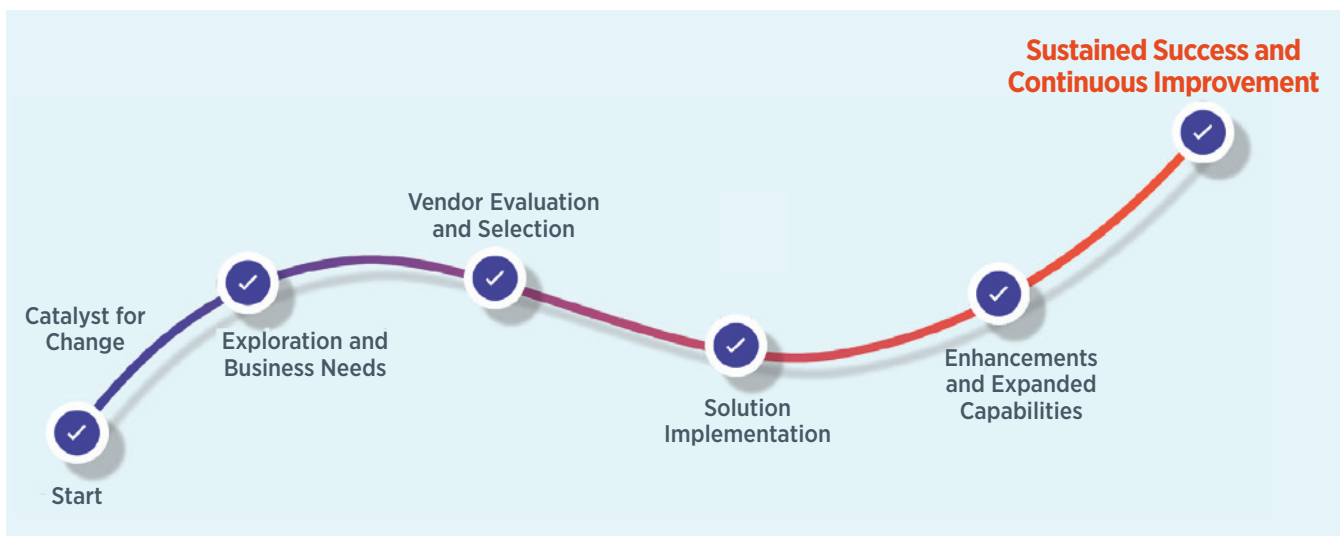 Start
Catalyst for
Change
Exploration and
Business Needs
Vendor Evaluation
and Selection
Solution
Implementation
Enhancements
and Expanded
Capabilities
Sustained Success and
Continuous Improvement